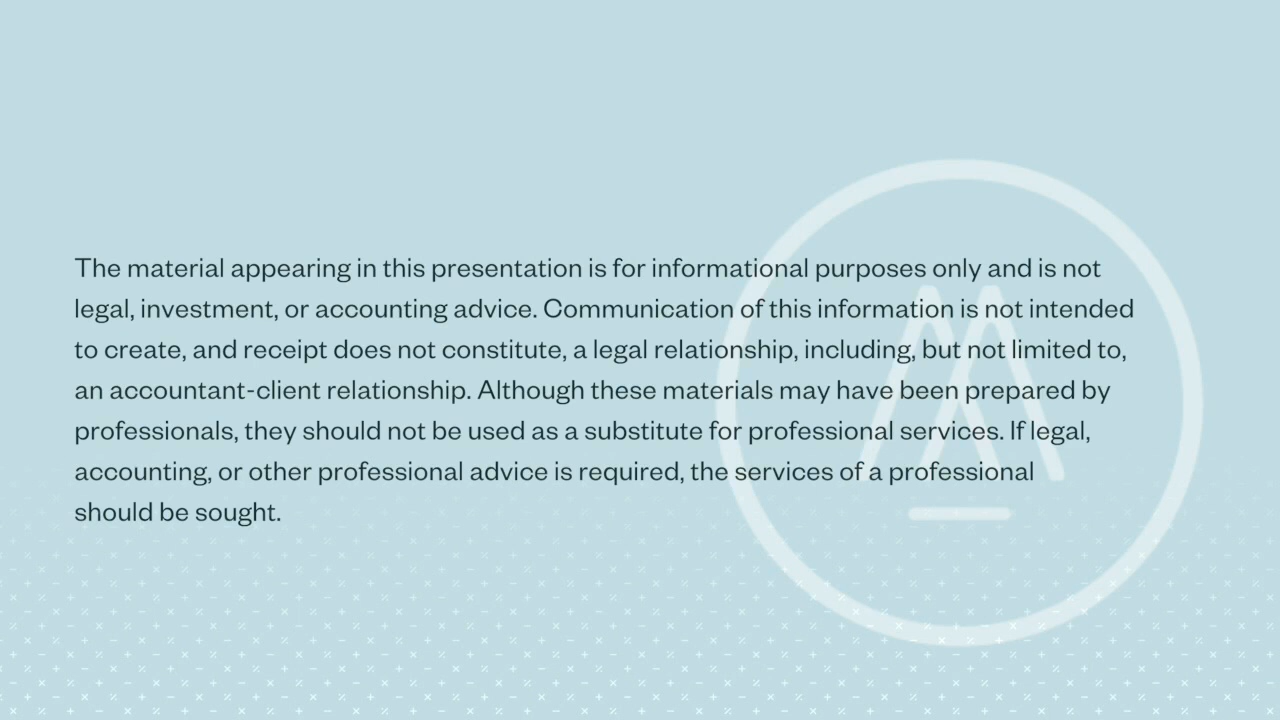 The material appearing in this presentation is for informational purposes only and is not
legal, investment, or accounting advice. Communication of this information is not intended
to create, and receipt does not constitute, a legal relationship, including, but not limited to,
an accountant-client relationship. Although these materials may have been prepared by
professionals, they should not be used as a substitute for professional services. If legal,
accounting, or other professional advice is required, the services of a professional
should be sought.